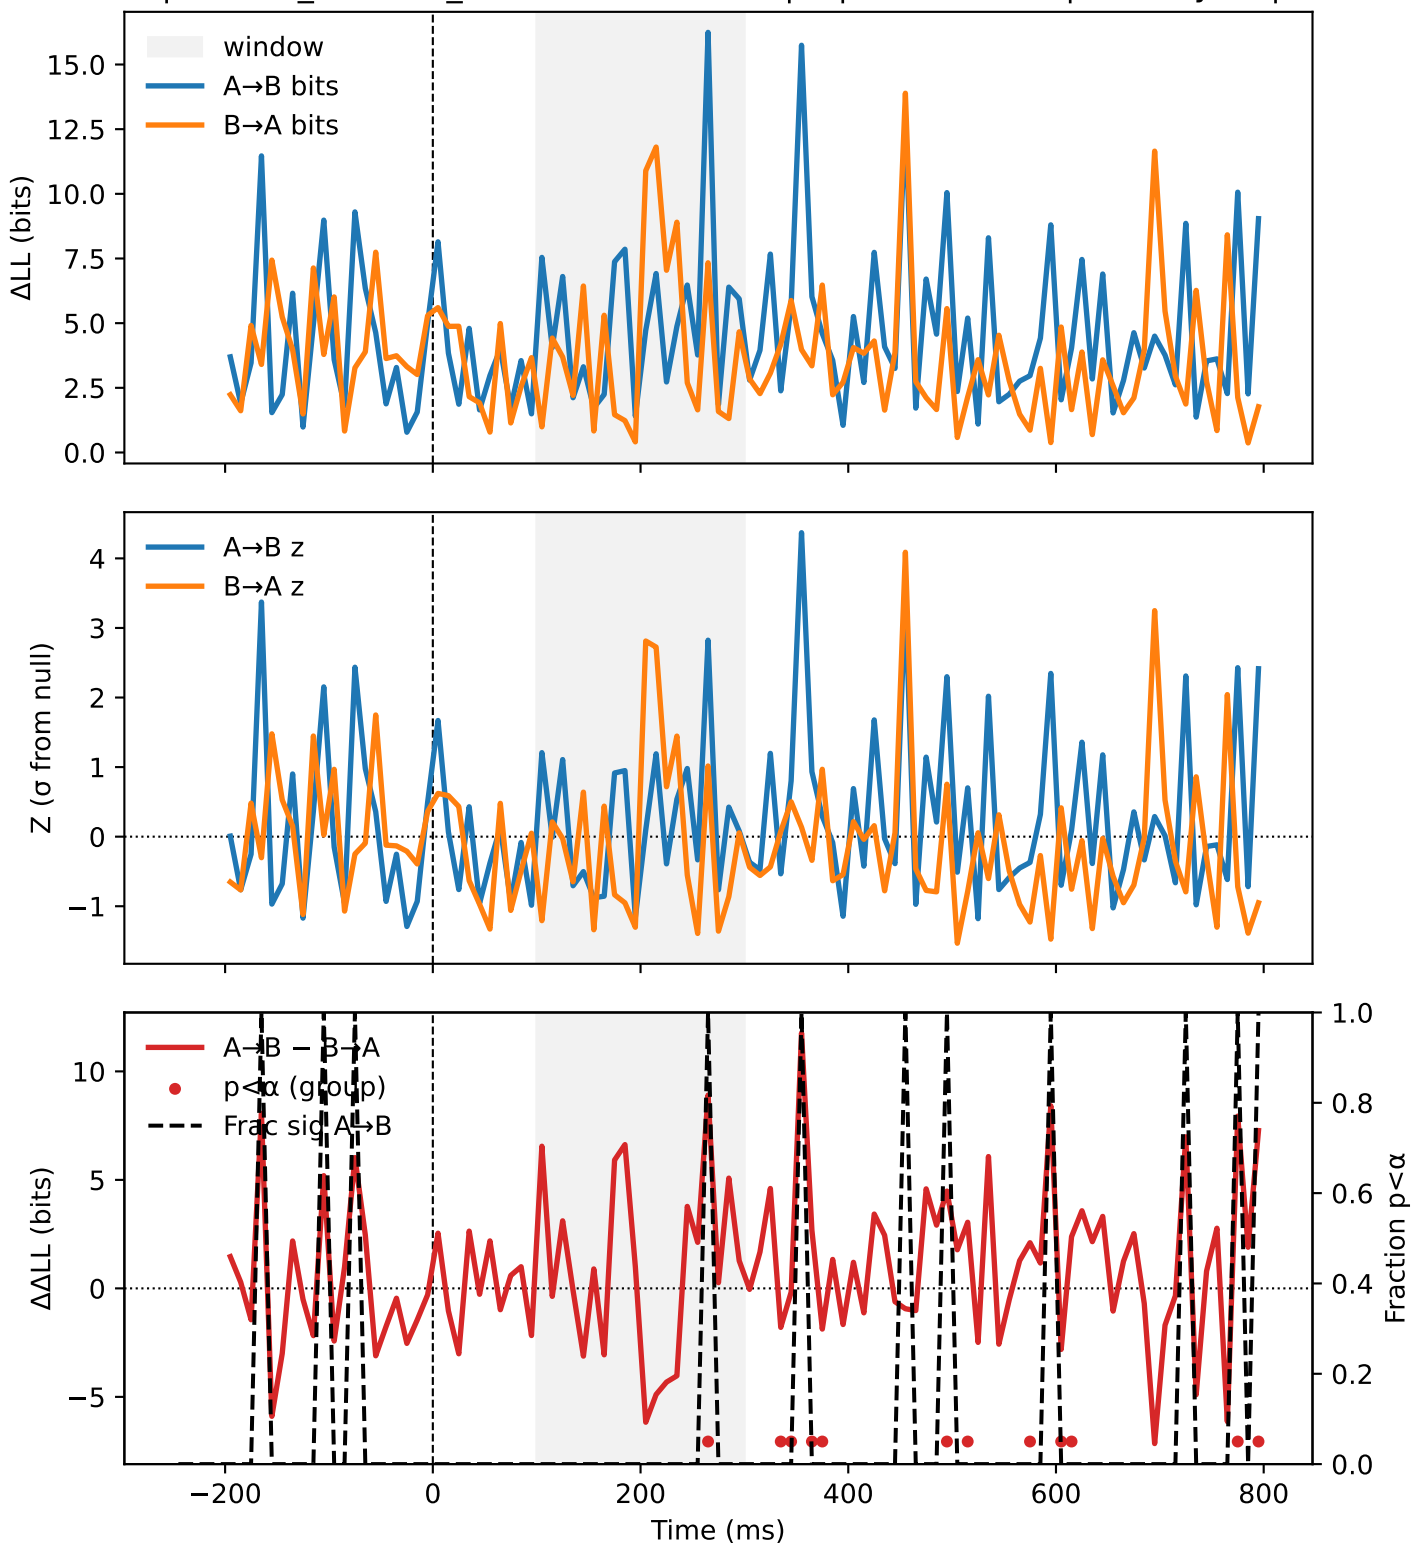 window
A→B bits
B→A bits
ΔLL (bits)
15.0
12.5
10.0
7.5
5.0
2.5
0.0
A→B z
B→A z
Z (σ from null)
4
3
2
1
0
−1
A→B − B→A
p<α (group)
Frac sig A→B
ΔΔLL (bits)
10
5
0
−5
1.0
0.8
0.6
0.4
0.2
0.0
Fraction p<α
−200
0
200
400
600
800
Time (ms)